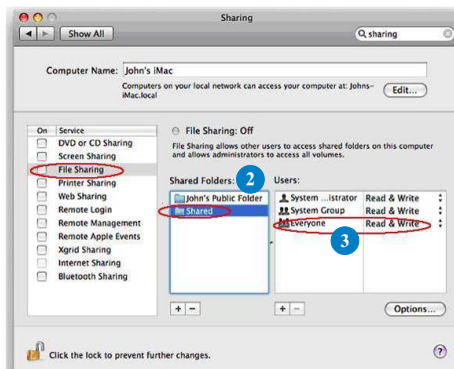 Sharing
Show All
sharing
Computer Name: John's iMac
Computers on your local network can access your computer at: Johns-
iMac.local
Edit...
On Service
DVD or CD Sharing
Screen Sharing
File Sharing
Printer Sharing
Web Sharing
Remote Login
Remote Management
Remote Apple Events
Xgrid Sharing
Internet Sharing
Bluetooth Sharing
File Sharing: Off
File Sharing allows other users to access shared folders on this computer
and allows administrators to access all volumes.
Shared Folders: 2
John's Public Folder
Shared
Users:
System ...istrator Read & Write
System Group Read & Write
Everyone Read & Write
3
+ −
+ −
Options...
Click the lock to prevent further changes.
?